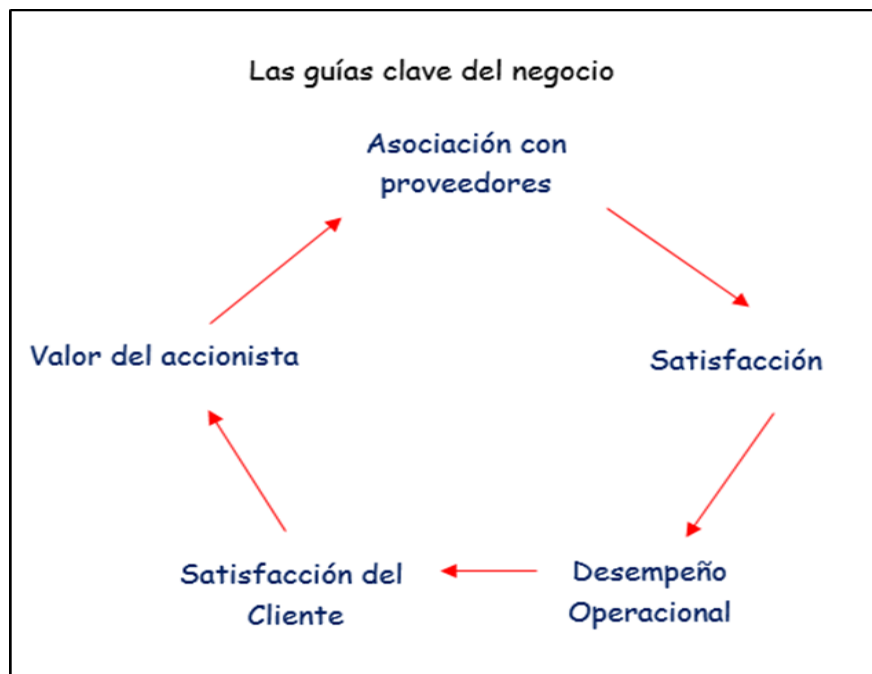 Las guías clave del negocio
Asociación con
proveedores
Valor del accionista
Satisfacción
Satisfacción del
Cliente
Desempeño
Operacional